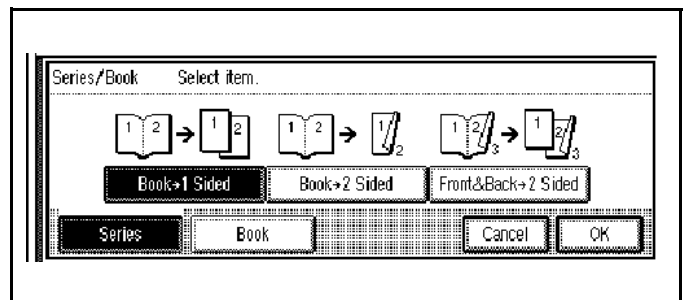 Series/Book Select item.
1 2 → 1 2 1 2 → 1 2 1 2 3 → 1 2 3
Book→1 Sided Book→2 Sided Front&Back→2 Sided
Series Book Cancel OK